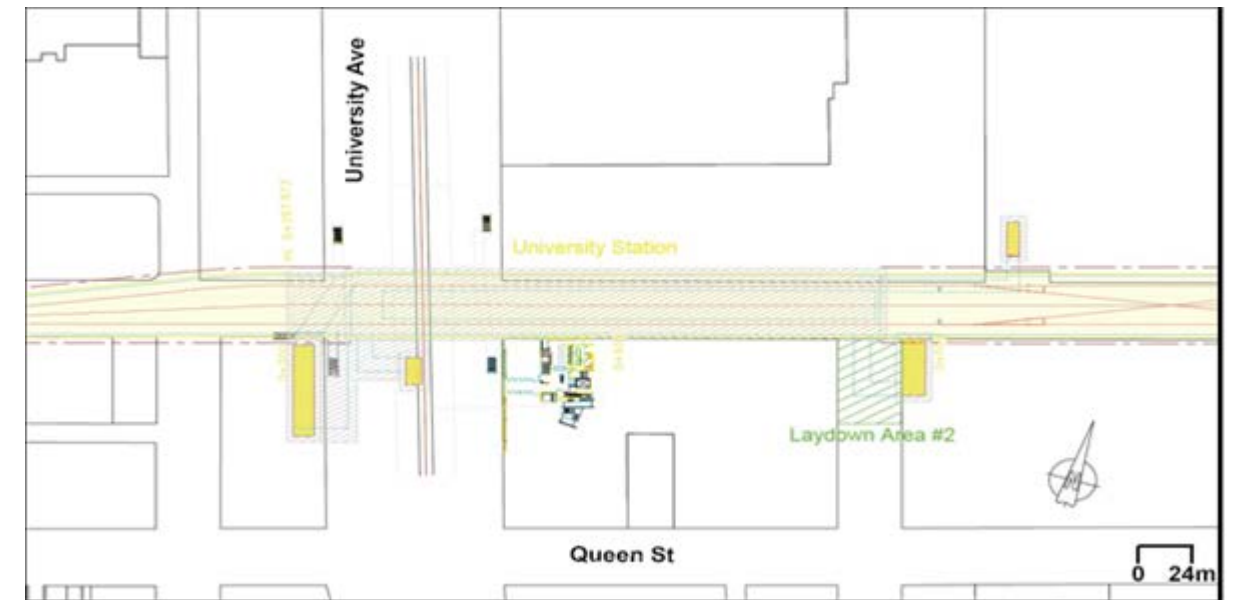 University Ave
University Station
Laydown Area #2
N
Queen St
0 24m